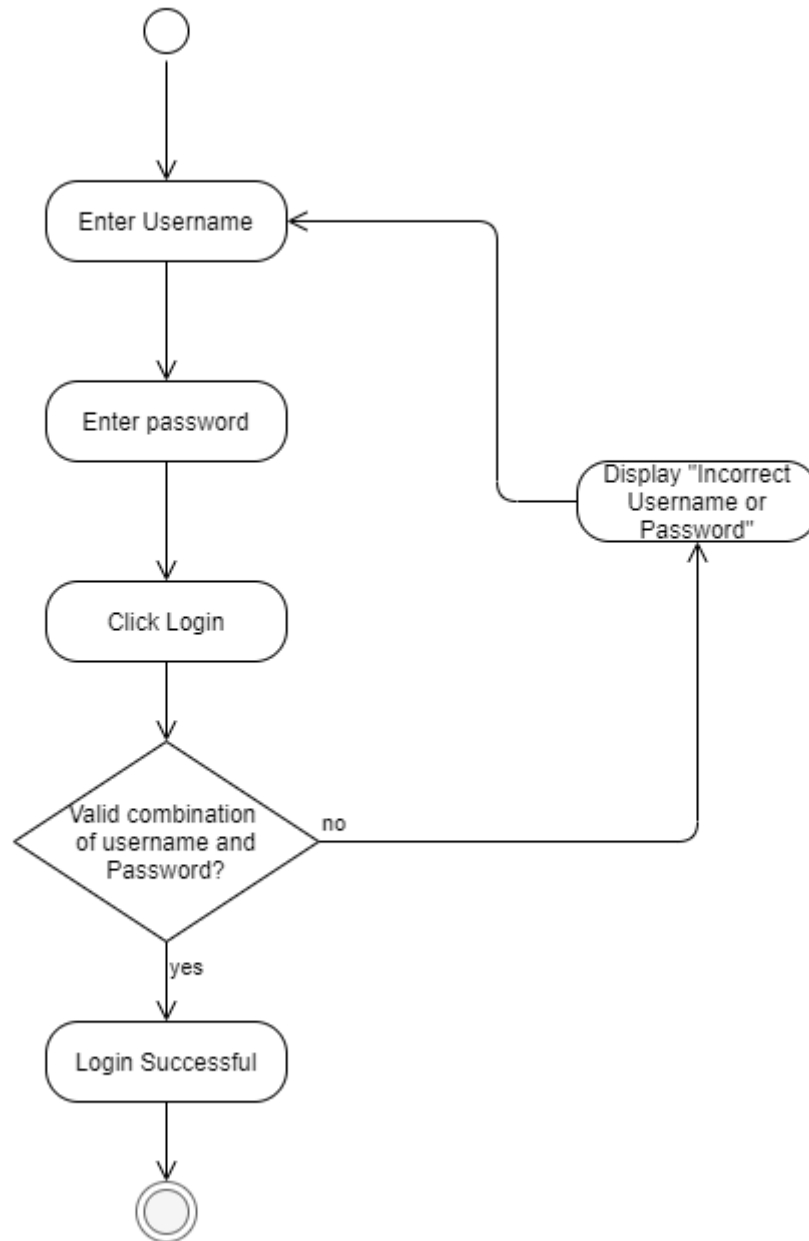 Enter Username
Enter password
Display "Incorrect
Username or
Password"
Click Login
Valid combination
of username and
Password?
no
yes
Login Successful